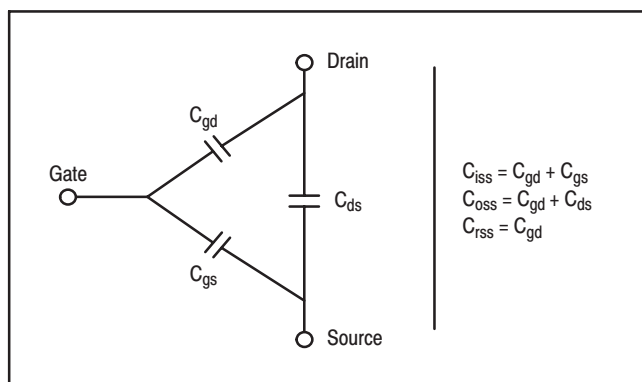 Drain
C_gd
Gate
C_ds
C_gs
Source
C_iss = C_gd + C_gs
C_oss = C_gd + C_ds
C_rss = C_gd